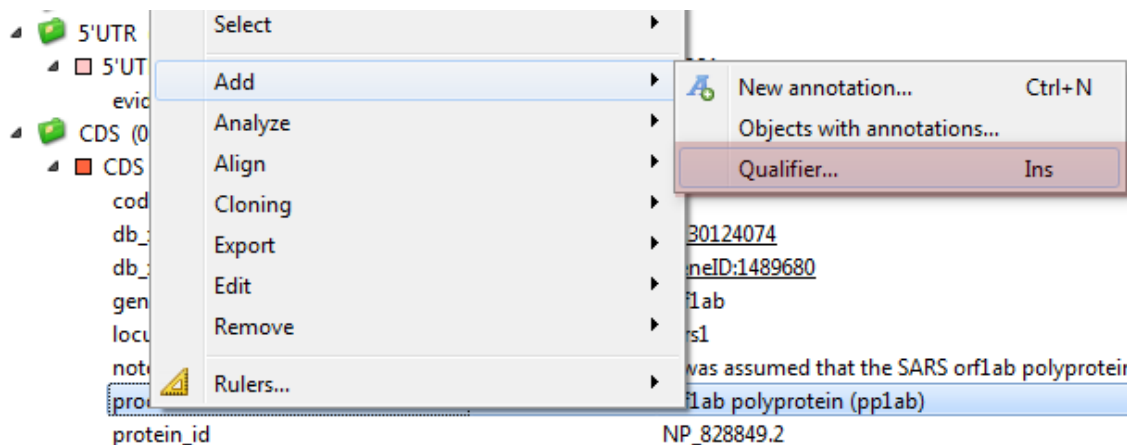 5'UTR
Select
5'UT
Add
New annotation... Ctrl+N
evid
Analyze
Objects with annotations...
CDS (0
CDS
Align
Qualifier... Ins
cod
Cloning
db_
30124074
Export
db_
neID:1489680
Edit
gen
f1ab
Remove
locu
rs1
note
was assumed that the SARS orf1ab polyprotein
Rulers...
pro
f1ab polyprotein (pp1ab)
protein_id NP_828849.2